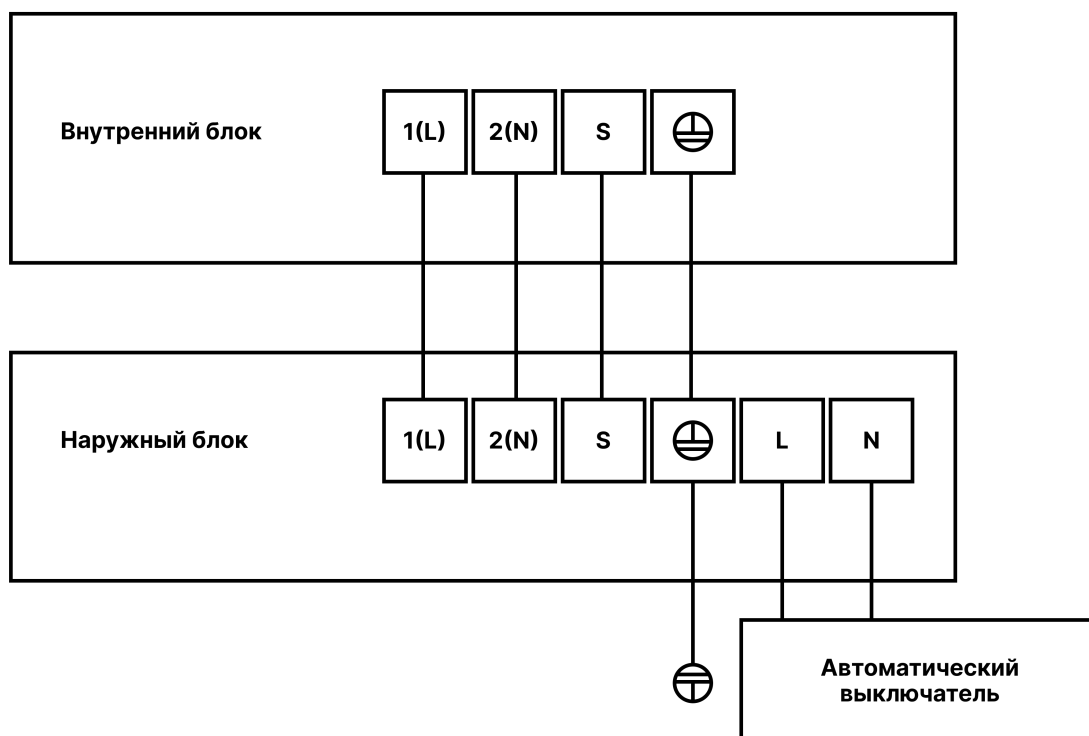 Внутренний блок
1(L) 2(N) S
Наружный блок
1(L) 2(N) S L N
Автоматический
выключатель